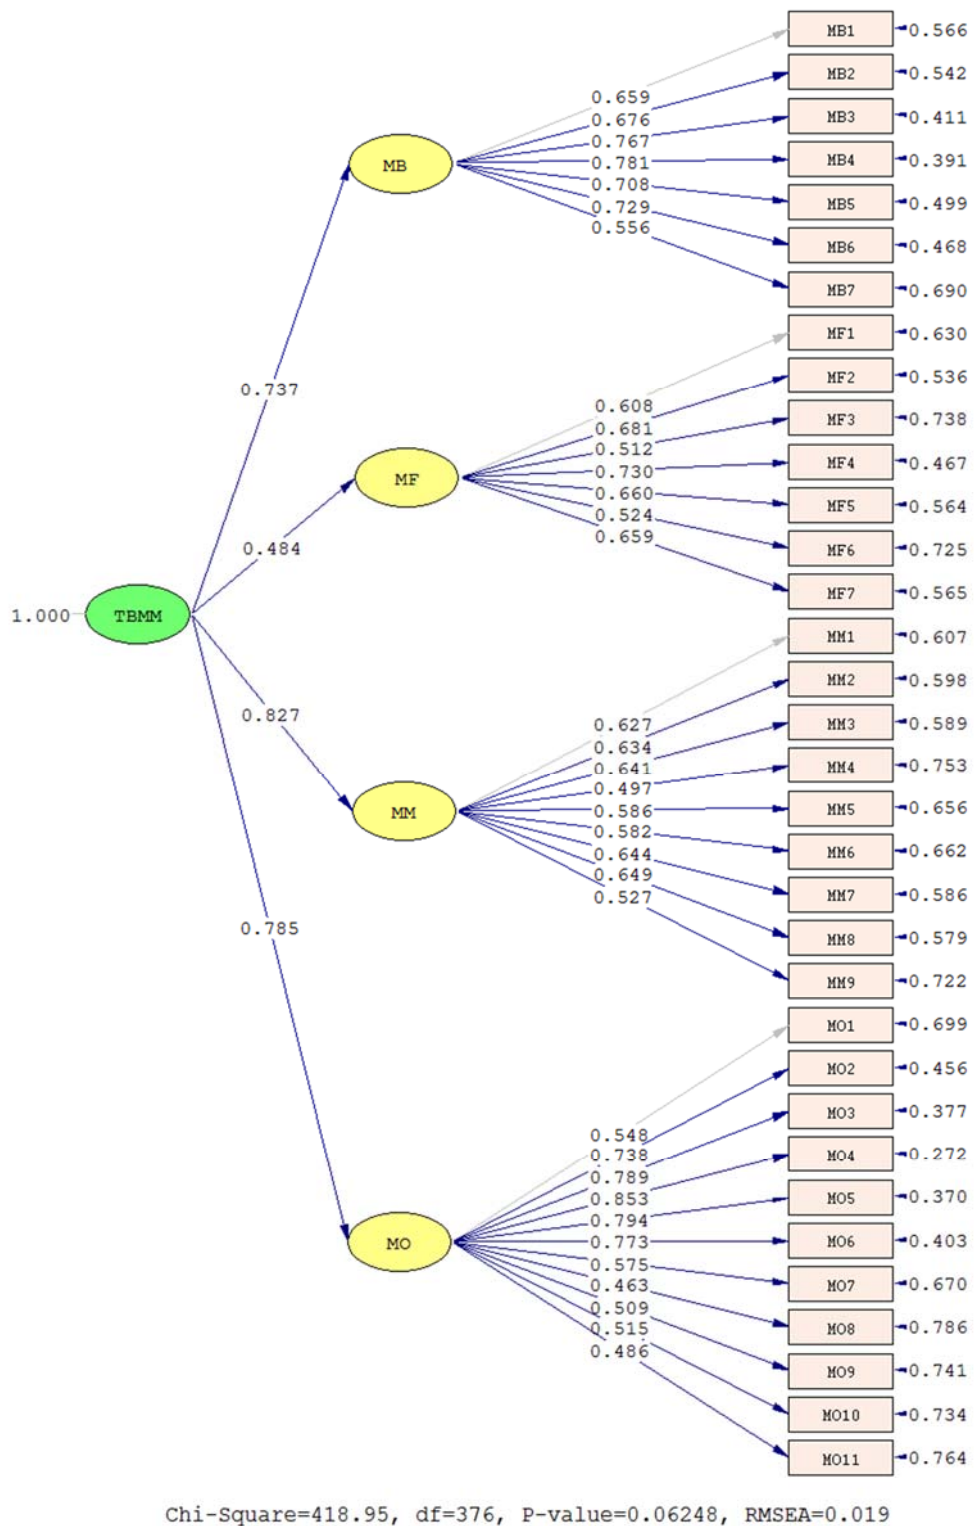 MB1 0.566
MB2 0.542
0.659
MB3 0.411
0.676
0.767
MB MB4 0.391
0.781
0.708
MB5 0.499
0.729
0.556
MB6 0.468
MB7 0.690
MF1 0.630
MF2 0.536
0.737
0.608
MF3 0.738
0.681
0.512
MF MF4 0.467
0.730
0.660
MF5 0.564
0.524
0.659
0.484
MF6 0.725
MF7 0.565
1.000 TBMM
MM1 0.607
MM2 0.598
0.827
0.627
MM3 0.589
0.634
0.641
MM4 0.753
0.497
MM MM5 0.656
0.586
0.582
MM6 0.662
0.644
0.649
MM7 0.586
0.527
0.785
MM8 0.579
MM9 0.722
MO1 0.699
MO2 0.456
MO3 0.377
0.548
0.738
MO4 0.272
0.789
0.853
MO5 0.370
0.794
MO MO6 0.403
0.773
0.575
MO7 0.670
0.463
0.509
MO8 0.786
0.515
0.486
MO9 0.741
MO10 0.734
MO11 0.764
Chi-Square=418.95, df=376, P-value=0.06248, RMSEA=0.019